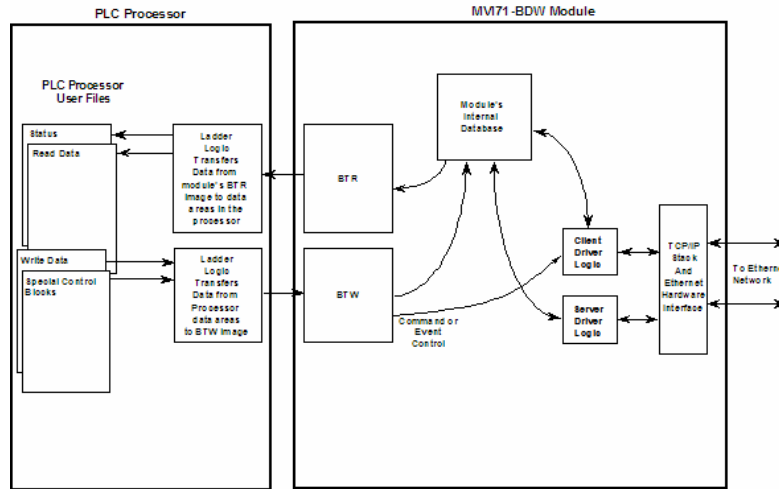 PLC Processor
MVI71-BDW Module
PLC Processor
User Files
Status
Read Data
Write Data
Special Control
Blocks
Ladder
Logic
Transfers
Data from
module's BTR
image to data
areas in the
processor
Ladder
Logic
Transfers
Data from
Processor
data areas
to BTW image
BTR
BTW
Module's
Internal
Database
Command or
Event
Control
Client
Driver
Logic
Server
Driver
Logic
TCP/IP
Stack
And
Ethernet
Hardware
Interface
To Etherne
Network